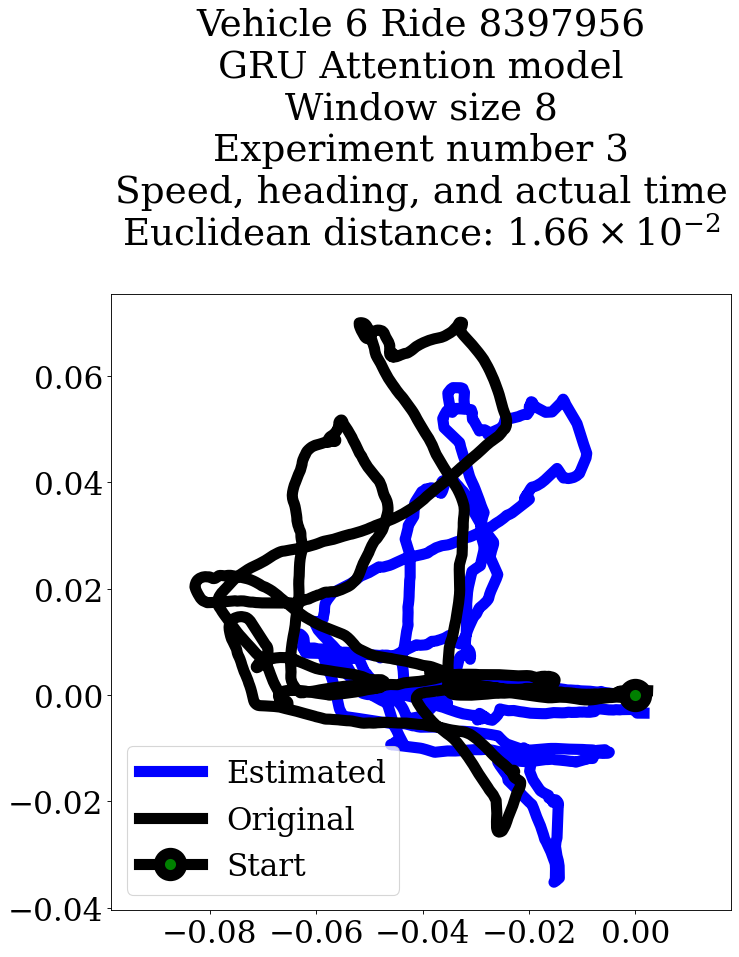 Vehicle 6 Ride 8397956
GRU Attention model
Window size 8
Experiment number 3
Speed, heading, and actual time
Euclidean distance: 1.66 × 10⁻²
0.06
0.04
0.02
0.00
−0.02
−0.04
Estimated
Original
Start
−0.08 −0.06 −0.04 −0.02 0.00